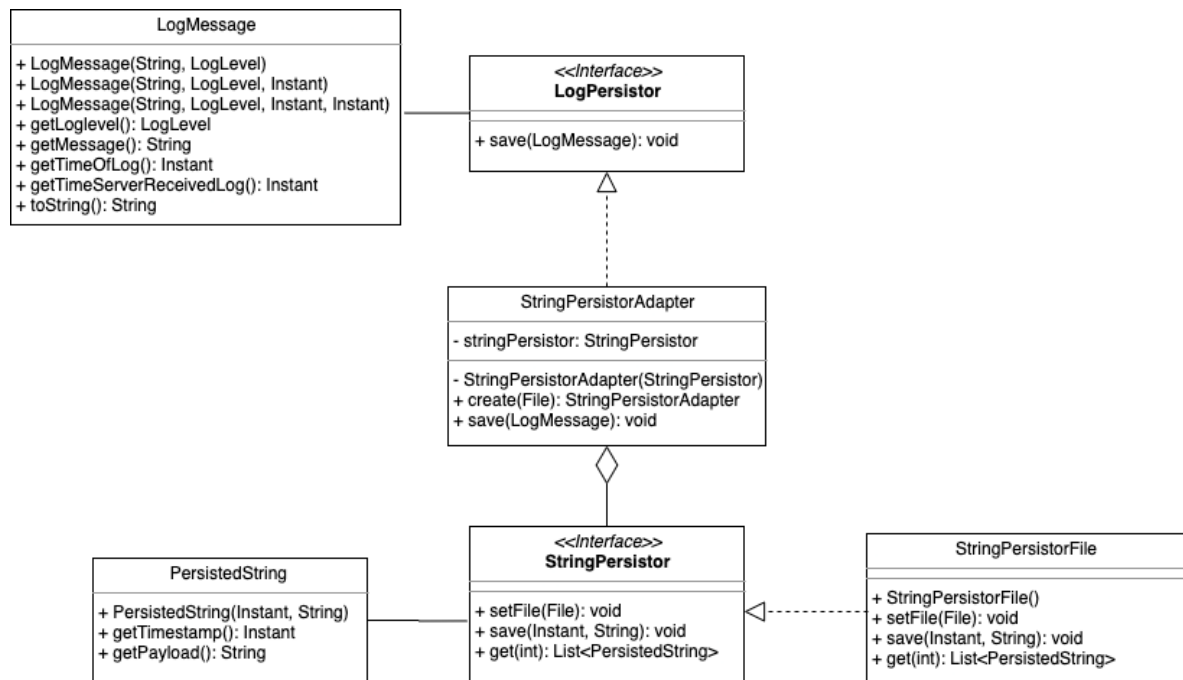 LogMessage
+ LogMessage(String, LogLevel)
+ LogMessage(String, LogLevel, Instant)
+ LogMessage(String, LogLevel, Instant, Instant)
+ getLoglevel(): LogLevel
+ getMessage(): String
+ getTimeOfLog(): Instant
+ getTimeServerReceivedLog(): Instant
+ toString(): String
<<Interface>>
LogPersistor
+ save(LogMessage): void
StringPersistorAdapter
- stringPersistor: StringPersistor
- StringPersistorAdapter(StringPersistor)
+ create(File): StringPersistorAdapter
+ save(LogMessage): void
PersistedString
+ PersistedString(Instant, String)
+ getTimestamp(): Instant
+ getPayload(): String
<<Interface>>
StringPersistor
+ setFile(File): void
+ save(Instant, String): void
+ get(int): List<PersistedString>
StringPersistorFile
+ StringPersistorFile()
+ setFile(File): void
+ save(Instant, String): void
+ get(int): List<PersistedString>